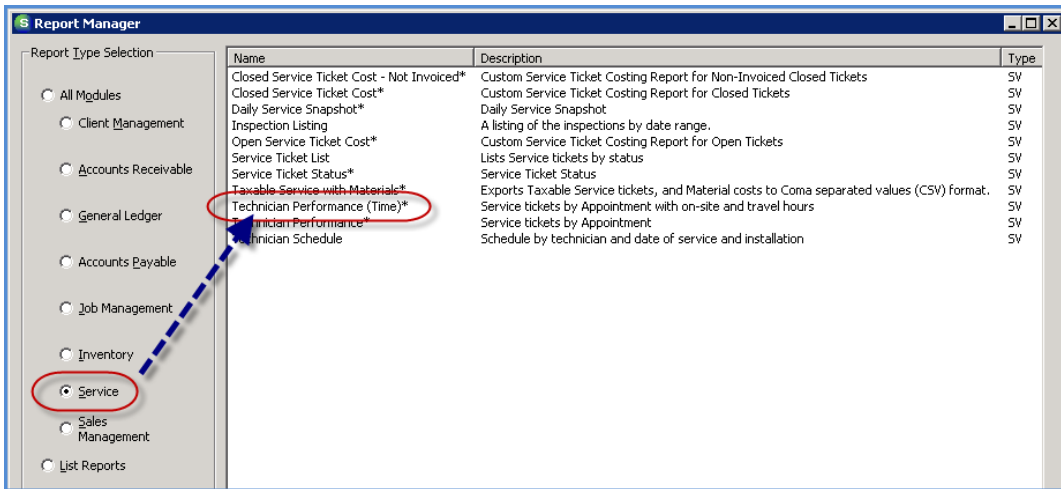 Report Manager
Report Type Selection
All Modules
Client Management
Accounts Receivable
General Ledger
Accounts Payable
Job Management
Inventory
Service
Sales
Management
List Reports
Name Description Type
Closed Service Ticket Cost - Not Invoiced* Custom Service Ticket Costing Report for Non-Invoiced Closed Tickets SV
Closed Service Ticket Cost* Custom Service Ticket Costing Report for Closed Tickets SV
Daily Service Snapshot* Daily Service Snapshot SV
Inspection Listing A listing of the inspections by date range. SV
Open Service Ticket Cost* Custom Service Ticket Costing Report for Open Tickets SV
Service Ticket List Lists Service tickets by status SV
Service Ticket Status* Service Ticket Status SV
Taxable Service with Materials* Exports Taxable Service tickets, and Material costs to Coma separated values (CSV) format. SV
Technician Performance (Time)* Service tickets by Appointment with on-site and travel hours SV
Technician Performance* Service tickets by Appointment SV
Technician Schedule Schedule by technician and date of service and installation SV